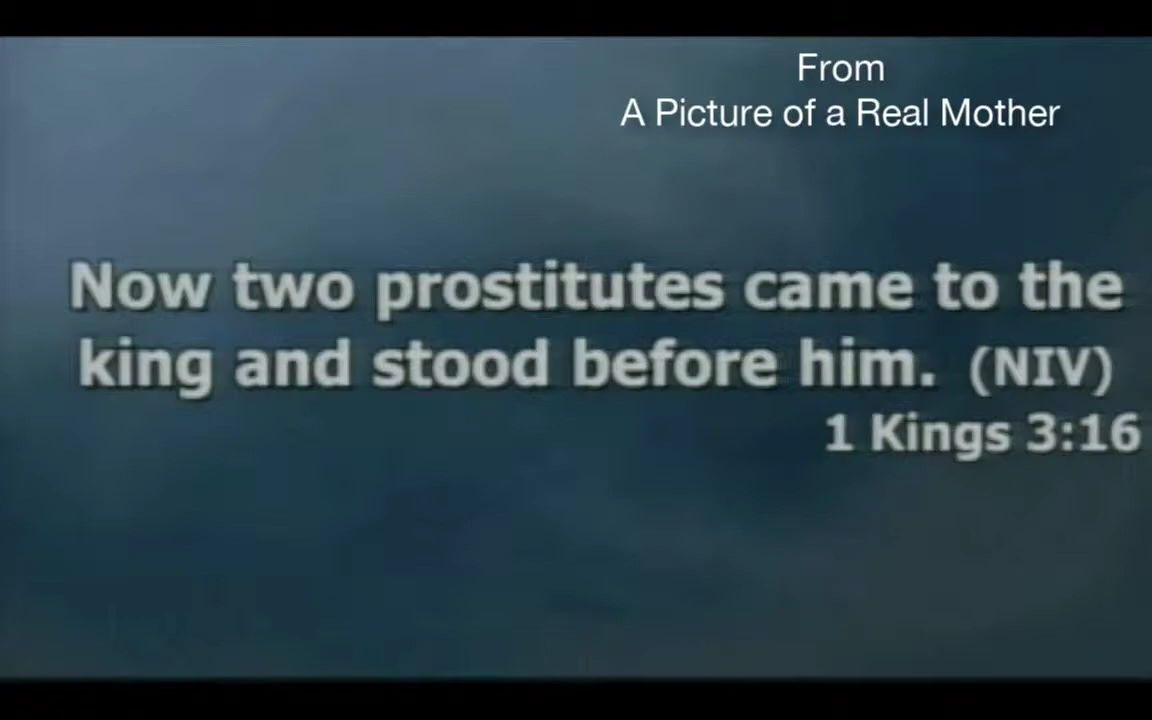 From
A Picture of a Real Mother
Now two prostitutes came to the
king and stood before him. (NIV)
1 Kings 3:16